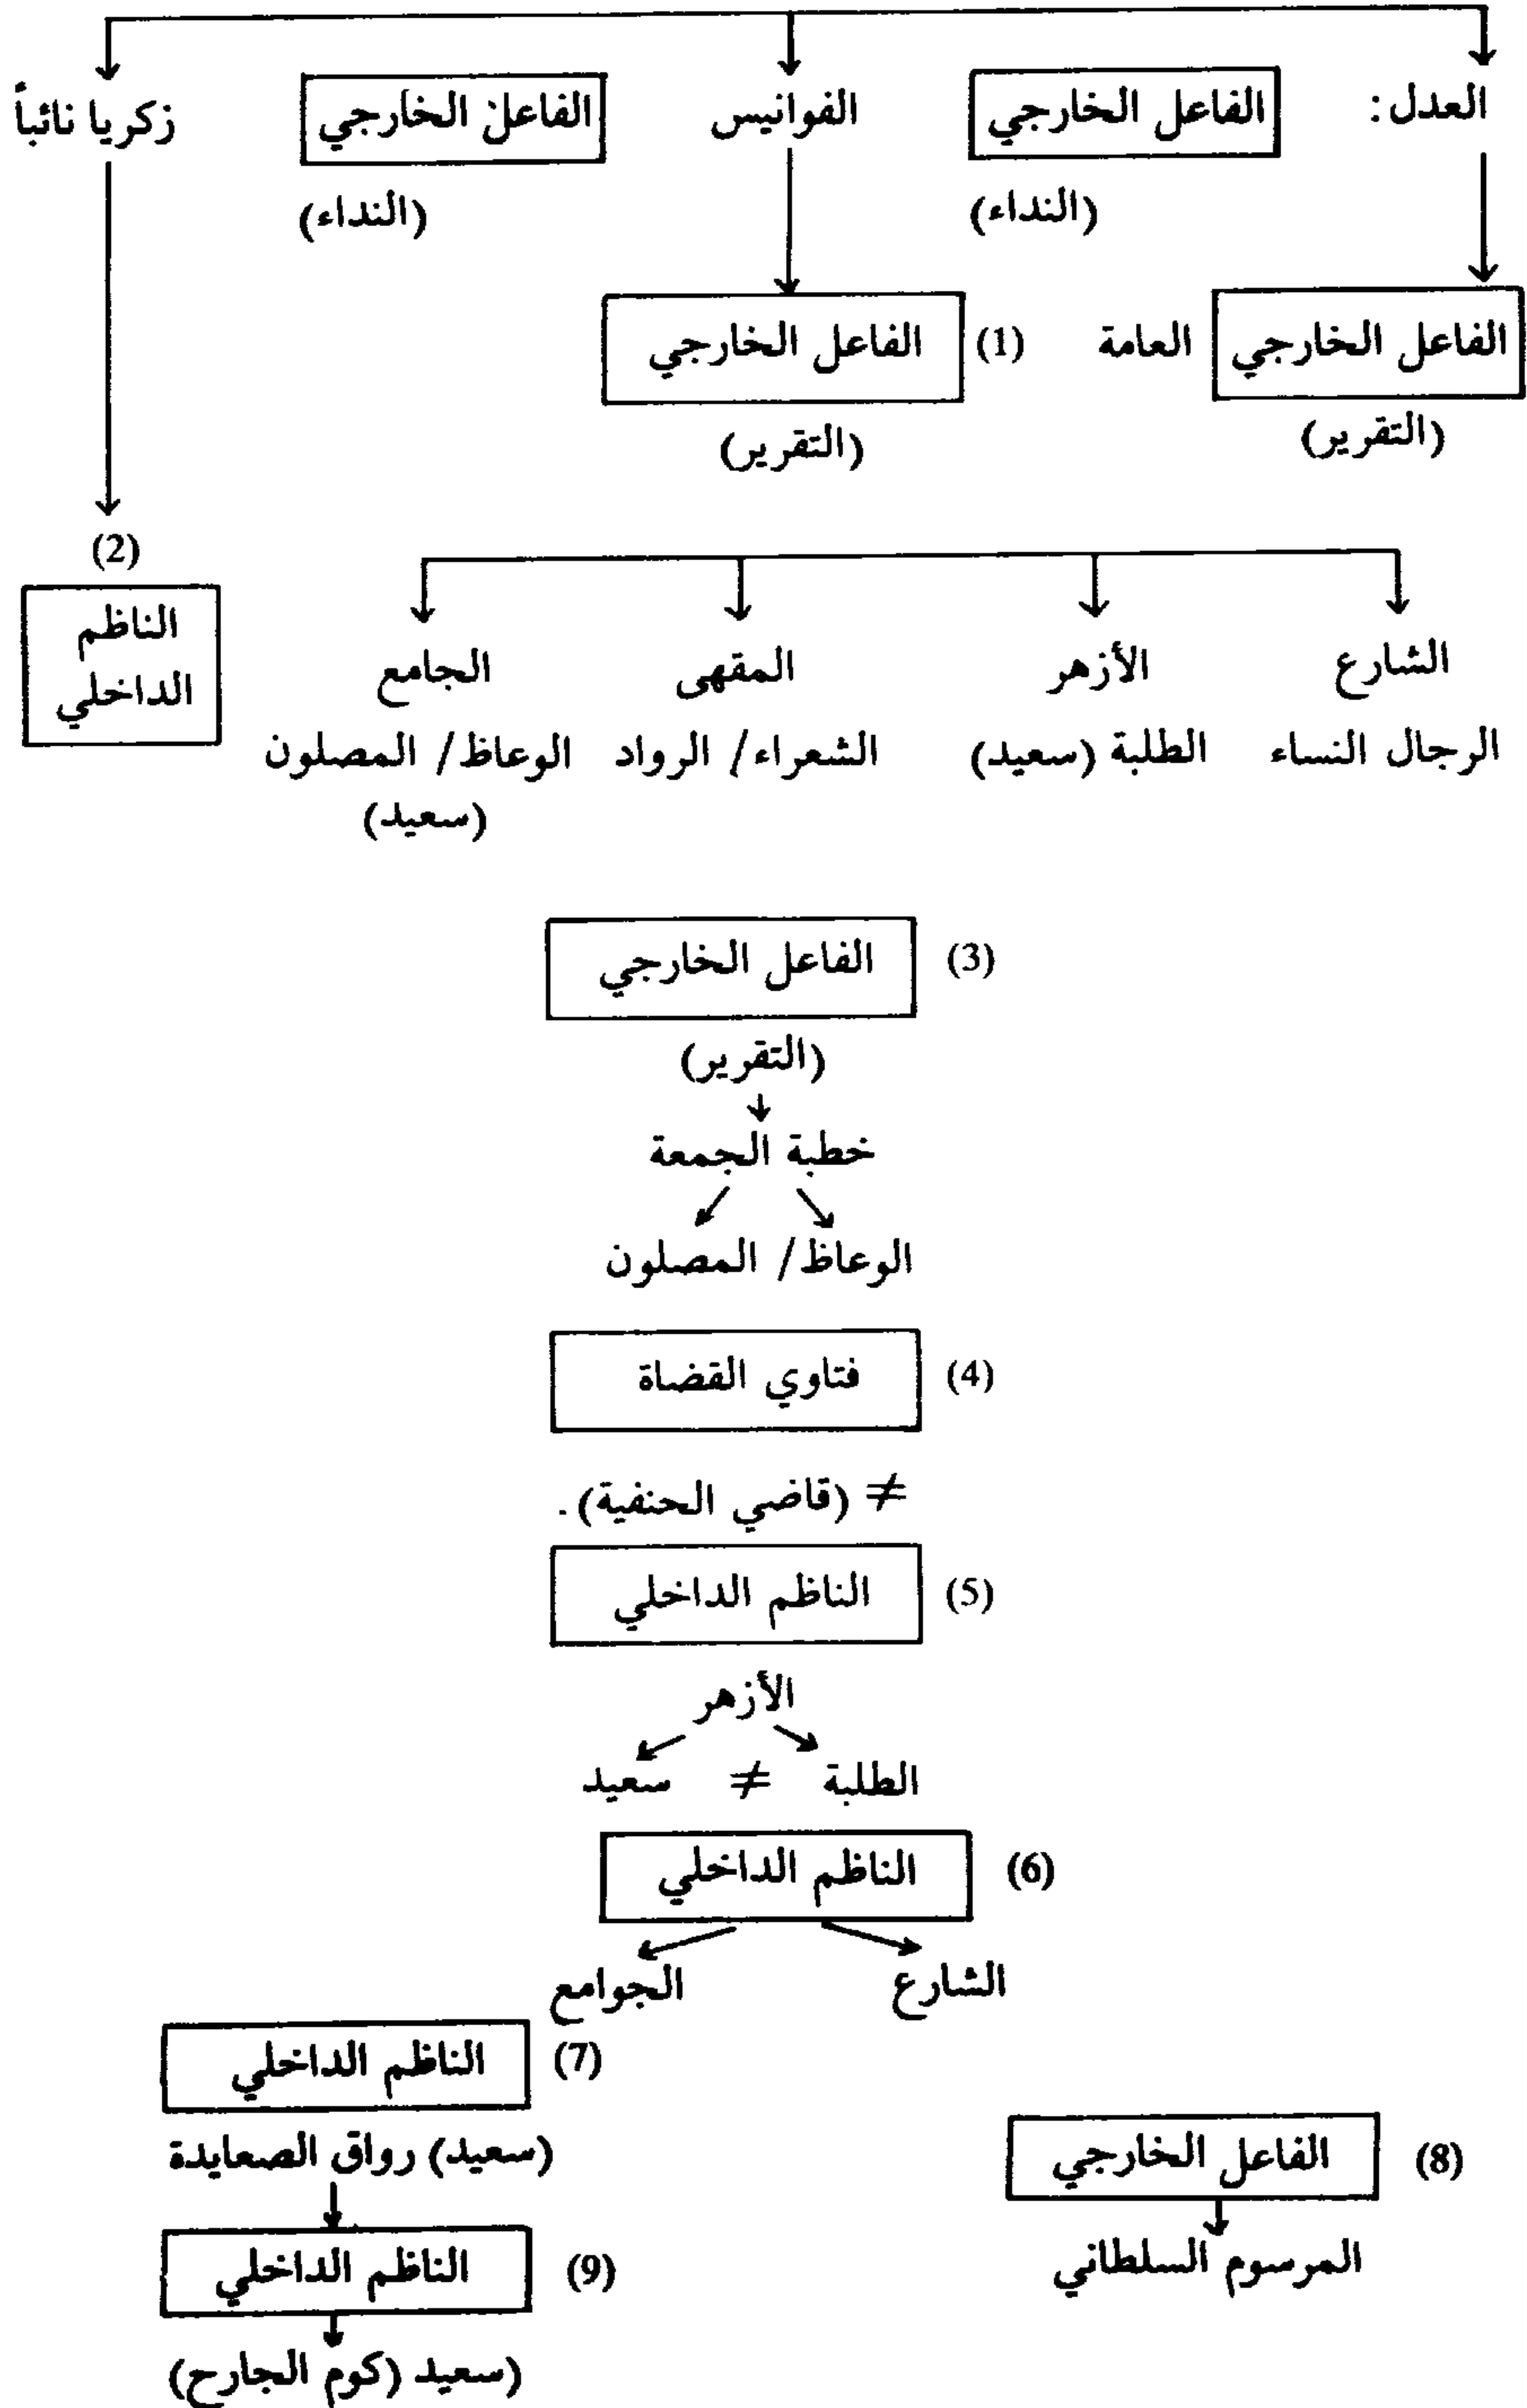 العدل: الفاعل الخارجي الفوانيس الفاعل الخارجي زكريا نائباً
(النداء) (النداء)
الفاعل الخارجي العامة (1) الفاعل الخارجي
(التقرير) (التقرير)
(2)
الناظم
الداخلي
الشارع الأزهر المقهى الجامع
الرجال النساء الطلبة (سعيد) الشعراء/ الرواد الوعاظ/ المصلون
(سعيد)
(3) الفاعل الخارجي
(التقرير)
خطبة الجمعة
الوعاظ/ المصلون
(4) فتاوي القضاة
≠ (قاضي الحنفية).
(5) الناظم الداخلي
الأزهر
الطلبة ≠ سعيد
(6) الناظم الداخلي
الشارع الجوامع
(7) الناظم الداخلي
(سعيد) رواق الصعايدة
(8) الفاعل الخارجي
المرسوم السلطاني
(9) الناظم الداخلي
(سعيد (كوم الجارح)